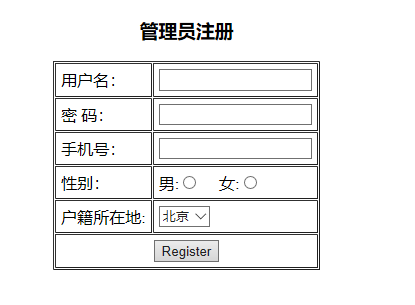 管理员注册
用户名:
密 码:
手机号:
性别: 男: 女:
户籍所在地: 北京
Register